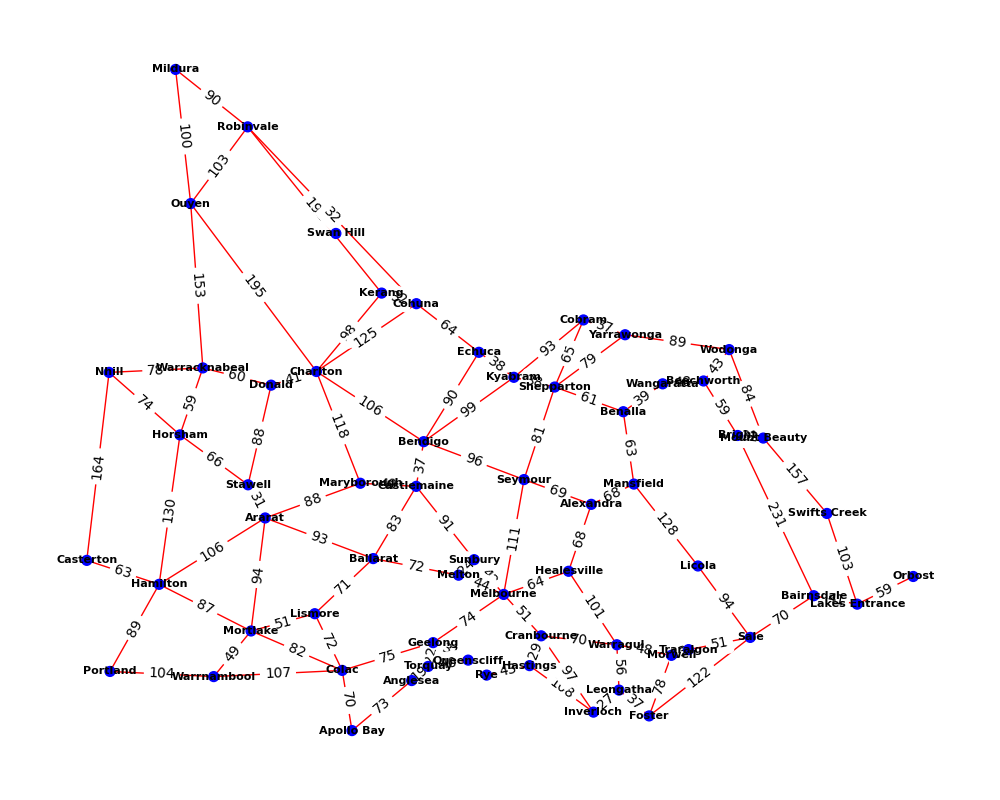 Mildura
90
Robinvale
100
103
Ouyen
32
Swan Hill
153
195
Kerang
Cohuna
98
125
64
Cobram
37
Yarrawonga
89
Wodonga
Echuca
38
93
65
79
43
84
Nhill
78
Warracknabeal
60
Donald
41
Charlton
Kyabram
Shepparton
Wangaratta
Beechworth
74
59
90
99
61
39
Benalla
59
Horsham
88
106
Bendigo
81
63
Bright
Mount Beauty
164
66
118
37
96
Stawell
Maryborough
Castlemaine
Seymour
69
68
Mansfield
157
31
88
Alexandra
130
Ararat
83
91
111
128
231
Swifts Creek
106
93
68
Casterton
63
Ballarat
72
Sunbury
Melton
44
Healesville
Licola
103
Orbost
Hamilton
94
71
Melbourne
64
94
59
Bairnsdale
Lakes Entrance
87
Lismore
51
101
70
89
Mortlake
51
72
74
Cranbourne
70
Warragul
Sale
51
Traralgon
Morwell
49
82
Geelong
29
56
Portland
104
Warrnambool
107
Colac
75
Torquay
Queenscliff
Rye
Hastings
97
78
122
70
Anglesea
Leongatha
73
27
37
Inverloch
Foster
Apollo Bay